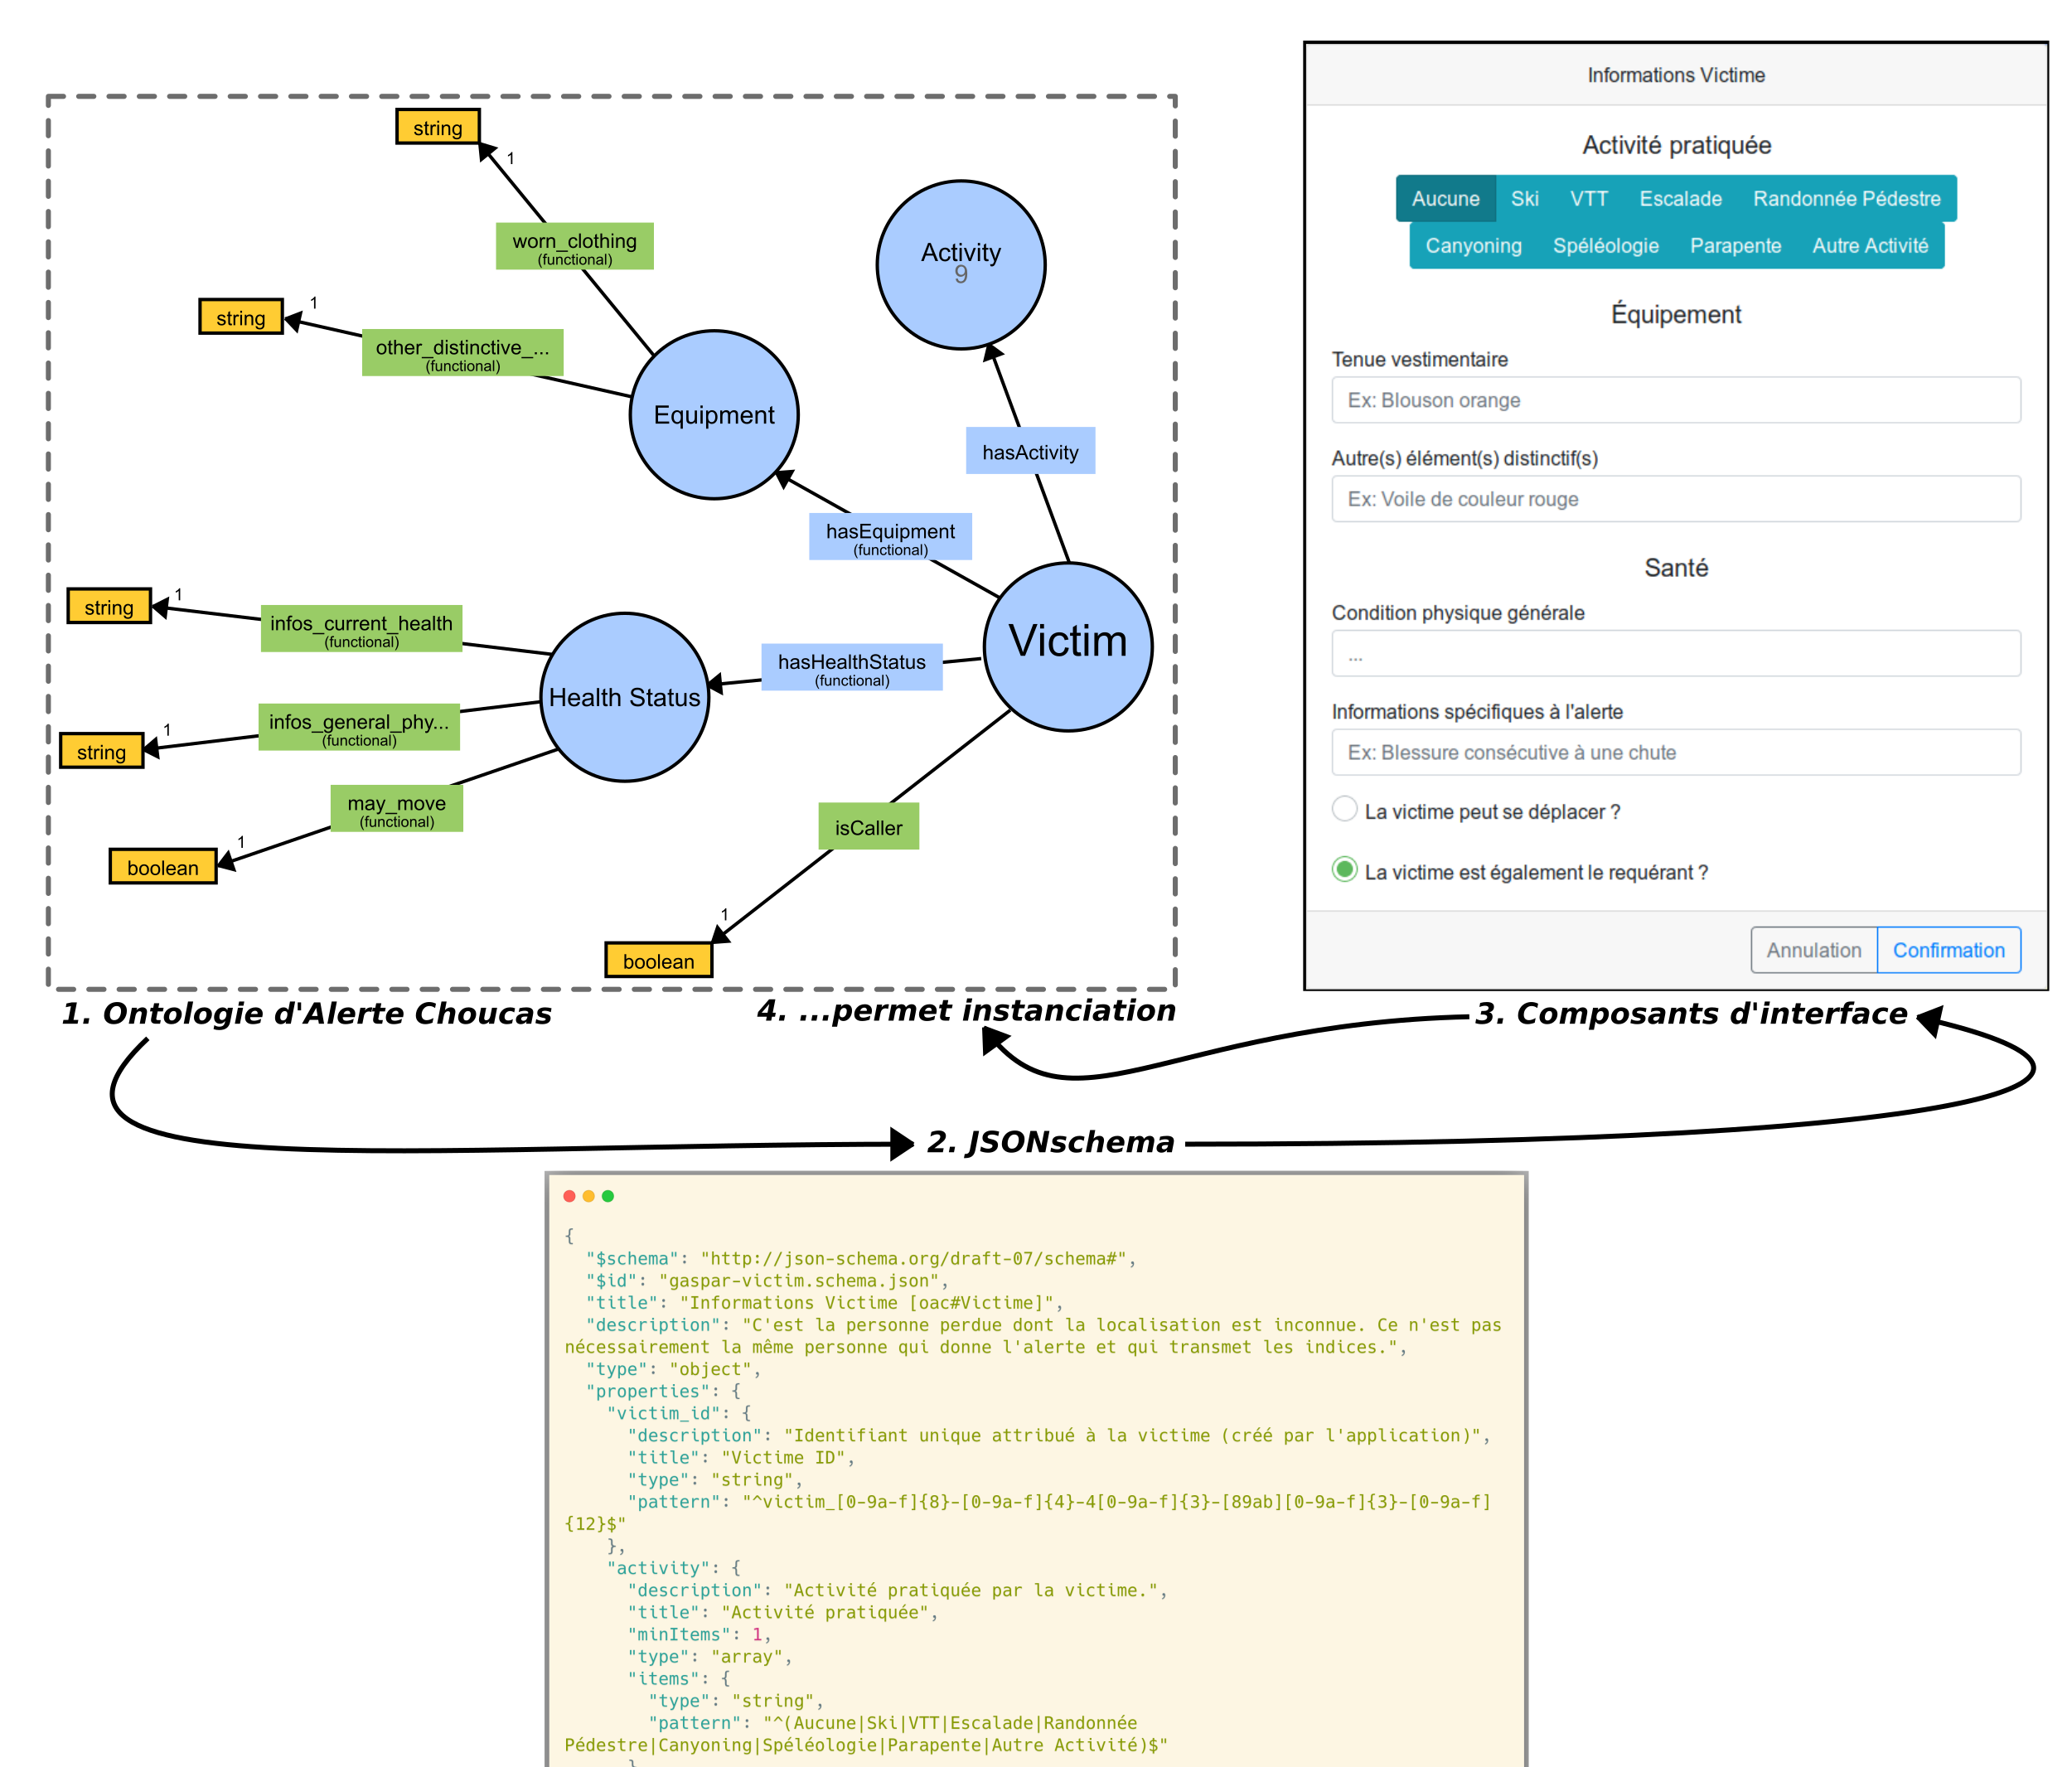 string
1
worn_clothing
(functional)
Activity
9
string
1
other_distinctive_...
(functional)
Equipment
hasActivity
hasEquipment
(functional)
string
1
infos_current_health
(functional)
Victim
hasHealthStatus
(functional)
Health Status
string
1
infos_general_phy...
(functional)
may_move
(functional)
boolean
1
isCaller
1
boolean
Informations Victime
Activité pratiquée
Aucune Ski VTT Escalade Randonnée Pédestre
Canyoning Spéléologie Parapente Autre Activité
Équipement
Tenue vestimentaire
Ex: Blouson orange
Autre(s) élément(s) distinctif(s)
Ex: Voile de couleur rouge
Santé
Condition physique générale
...
Informations spécifiques à l'alerte
Ex: Blessure consécutive à une chute
La victime peut se déplacer ?
La victime est également le requérant ?
Annulation Confirmation
1. Ontologie d'Alerte Choucas
4. ...permet instanciation
3. Composants d'interface
2. JSONschema
{
"$schema": "http://json-schema.org/draft-07/schema#",
"$id": "gaspar-victim.schema.json",
"title": "Informations Victime [oac#Victime]",
"description": "C'est la personne perdue dont la localisation est inconnue. Ce n'est pas
nécessairement la même personne qui donne l'alerte et qui transmet les indices.",
"type": "object",
"properties": {
"victim_id": {
"description": "Identifiant unique attribué à la victime (créé par l'application)",
"title": "Victime ID",
"type": "string",
"pattern": "^victim_[0-9a-f]{8}-[0-9a-f]{4}-4[0-9a-f]{3}-[89ab][0-9a-f]{3}-[0-9a-f]
{12}$"
},
"activity": {
"description": "Activité pratiquée par la victime.",
"title": "Activité pratiquée",
"minItems": 1,
"type": "array",
"items": {
"type": "string",
"pattern": "^(Aucune|Ski|VTT|Escalade|Randonnée
Pédestre|Canyoning|Spéléologie|Parapente|Autre Activité)$"
}